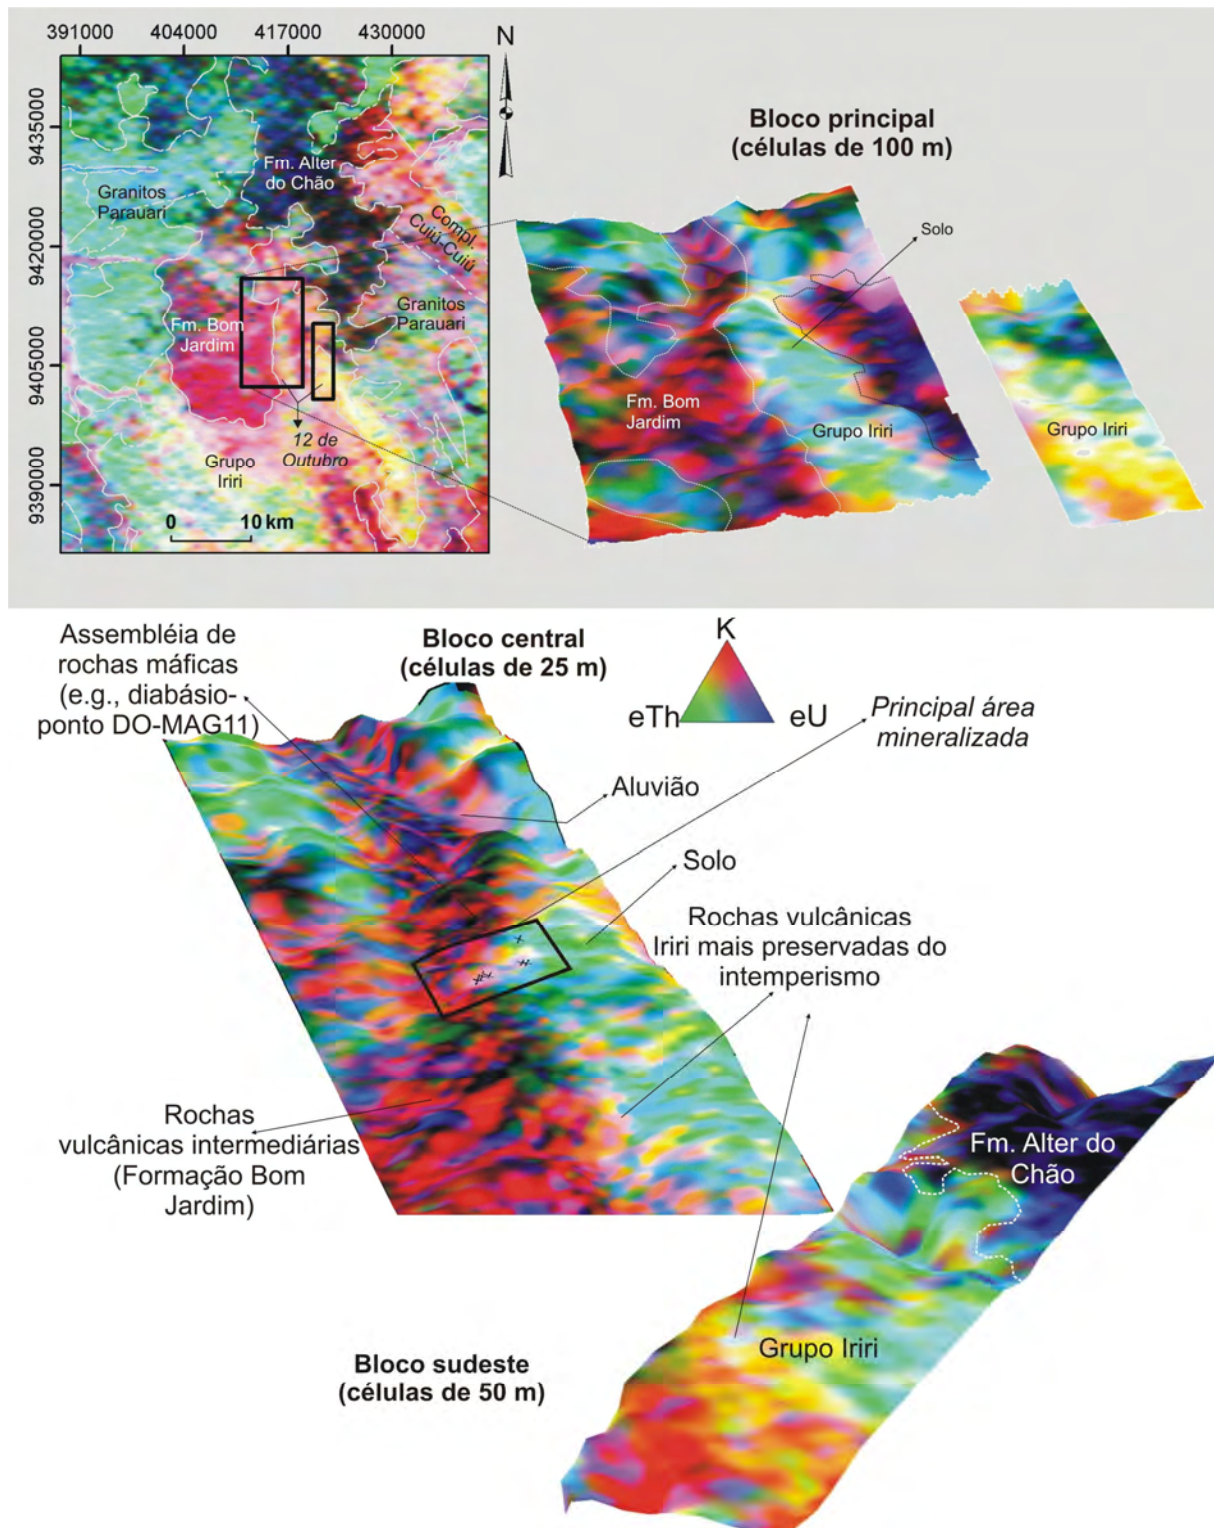 391000
404000
417000
430000
N
9435000
9420000
9405000
9390000
Fm. Alter
do Chão
Granitos
Parauari
Compl.
Cuiú-Cuiú
Granitos
Parauari
Fm. Bom
Jardim
12 de
Outubro
Grupo
Iriri
0
10 km
Bloco principal
(células de 100 m)
Solo
Fm. Bom
Jardim
Grupo Iriri
Grupo Iriri
Assembléia de
rochas máficas
(e.g., diabásio-
ponto DO-MAG11)
Bloco central
(células de 25 m)
K
eTh
eU
Principal área
mineralizada
Aluvião
Solo
Rochas vulcânicas
Iriri mais preservadas do
intemperismo
Rochas
vulcânicas intermediárias
(Formação Bom
Jardim)
Fm. Alter do
Chão
Grupo Iriri
Bloco sudeste
(células de 50 m)